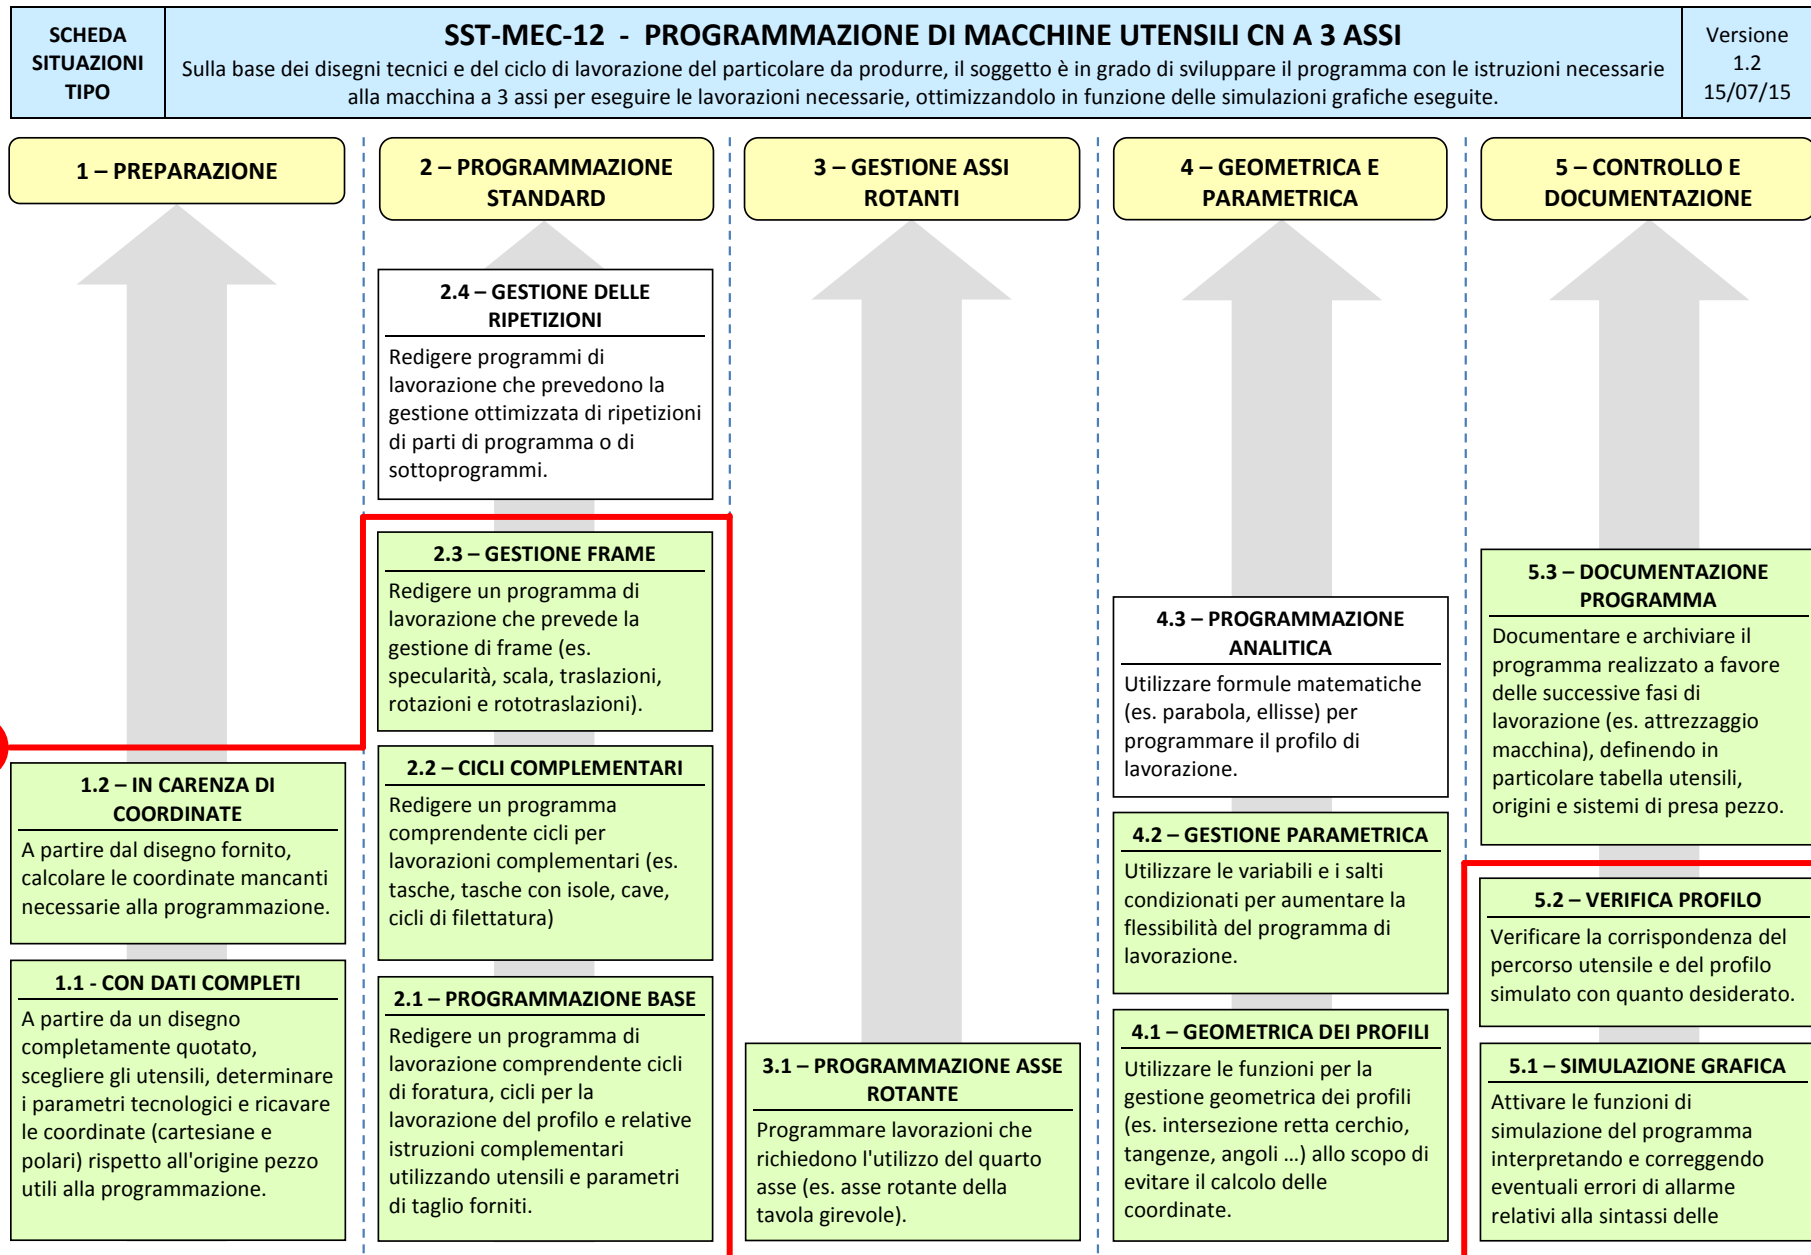 SCHEDA
SITUAZIONI
TIPO
SST-MEC-12 - PROGRAMMAZIONE DI MACCHINE UTENSILI CN A 3 ASSI
Sulla base dei disegni tecnici e del ciclo di lavorazione del particolare da produrre, il soggetto è in grado di sviluppare il programma con le istruzioni necessarie
alla macchina a 3 assi per eseguire le lavorazioni necessarie, ottimizzandolo in funzione delle simulazioni grafiche eseguite.
Versione
1.2
15/07/15
1 – PREPARAZIONE
1.2 – IN CARENZA DI
COORDINATE
A partire dal disegno fornito,
calcolare le coordinate mancanti
necessarie alla programmazione.
1.1 - CON DATI COMPLETI
A partire da un disegno
completamente quotato,
scegliere gli utensili, determinare
i parametri tecnologici e ricavare
le coordinate (cartesiane e
polari) rispetto all'origine pezzo
utili alla programmazione.
2 – PROGRAMMAZIONE
STANDARD
2.4 – GESTIONE DELLE
RIPETIZIONI
Redigere programmi di
lavorazione che prevedono la
gestione ottimizzata di ripetizioni
di parti di programma o di
sottoprogrammi.
2.3 – GESTIONE FRAME
Redigere un programma di
lavorazione che prevede la
gestione di frame (es.
specularità, scala, traslazioni,
rotazioni e rototraslazioni).
2.2 – CICLI COMPLEMENTARI
Redigere un programma
comprendente cicli per
lavorazioni complementari (es.
tasche, tasche con isole, cave,
cicli di filettatura)
2.1 – PROGRAMMAZIONE BASE
Redigere un programma di
lavorazione comprendente cicli
di foratura, cicli per la
lavorazione del profilo e relative
istruzioni complementari
utilizzando utensili e parametri
di taglio forniti.
3 – GESTIONE ASSI
ROTANTI
3.1 – PROGRAMMAZIONE ASSE
ROTANTE
Programmare lavorazioni che
richiedono l'utilizzo del quarto
asse (es. asse rotante della
tavola girevole).
4 – GEOMETRICA E
PARAMETRICA
4.3 – PROGRAMMAZIONE
ANALITICA
Utilizzare formule matematiche
(es. parabola, ellisse) per
programmare il profilo di
lavorazione.
4.2 – GESTIONE PARAMETRICA
Utilizzare le variabili e i salti
condizionati per aumentare la
flessibilità del programma di
lavorazione.
4.1 – GEOMETRICA DEI PROFILI
Utilizzare le funzioni per la
gestione geometrica dei profili
(es. intersezione retta cerchio,
tangenze, angoli …) allo scopo di
evitare il calcolo delle
coordinate.
5 – CONTROLLO E
DOCUMENTAZIONE
5.3 – DOCUMENTAZIONE
PROGRAMMA
Documentare e archiviare il
programma realizzato a favore
delle successive fasi di
lavorazione (es. attrezzaggio
macchina), definendo in
particolare tabella utensili,
origini e sistemi di presa pezzo.
5.2 – VERIFICA PROFILO
Verificare la corrispondenza del
percorso utensile e del profilo
simulato con quanto desiderato.
5.1 – SIMULAZIONE GRAFICA
Attivare le funzioni di
simulazione del programma
interpretando e correggendo
eventuali errori di allarme
relativi alla sintassi delle